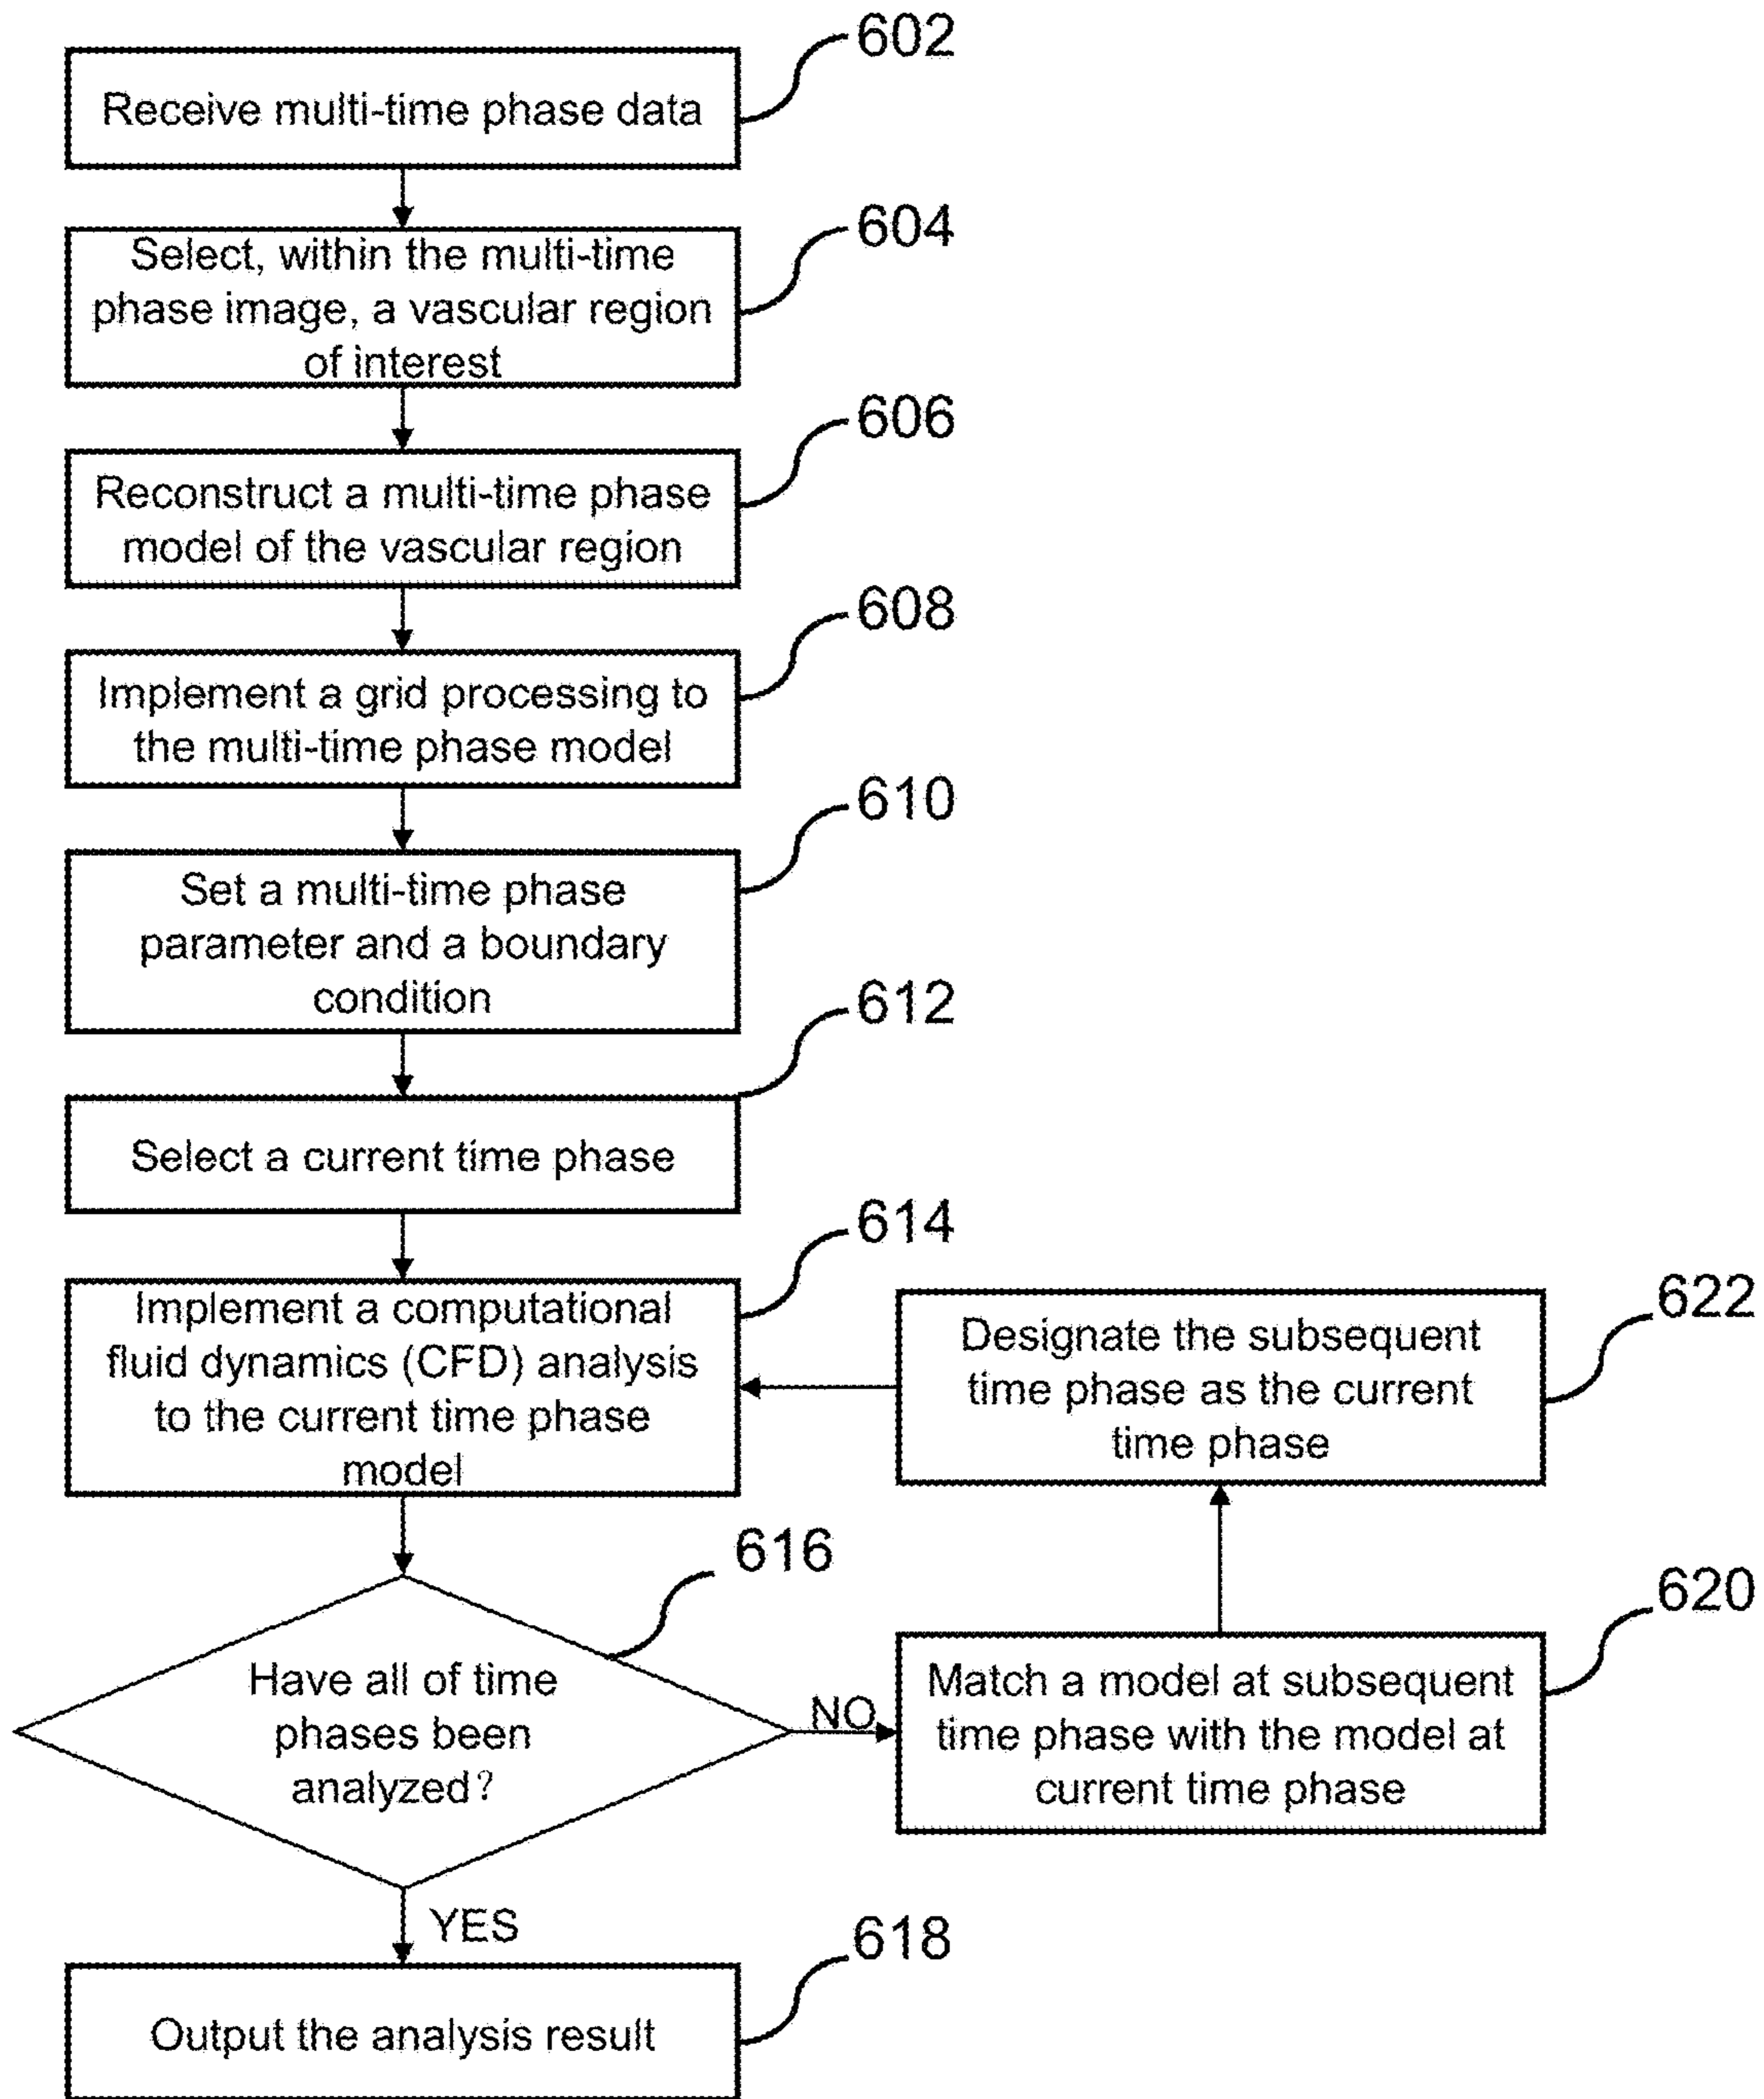 602
Receive multi-time phase data
604
Select, within the multi-time
phase image, a vascular region
of interest
606
Reconstruct a multi-time phase
model of the vascular region
608
Implement a grid processing to
the multi-time phase model
610
Set a multi-time phase
parameter and a boundary
condition
612
Select a current time phase
614
Implement a computational
fluid dynamics (CFD) analysis
to the current time phase
model
622
Designate the subsequent
time phase as the current
time phase
616
Have all of time
phases been
analyzed?
NO
620
Match a model at subsequent
time phase with the model at
current time phase
YES
618
Output the analysis result